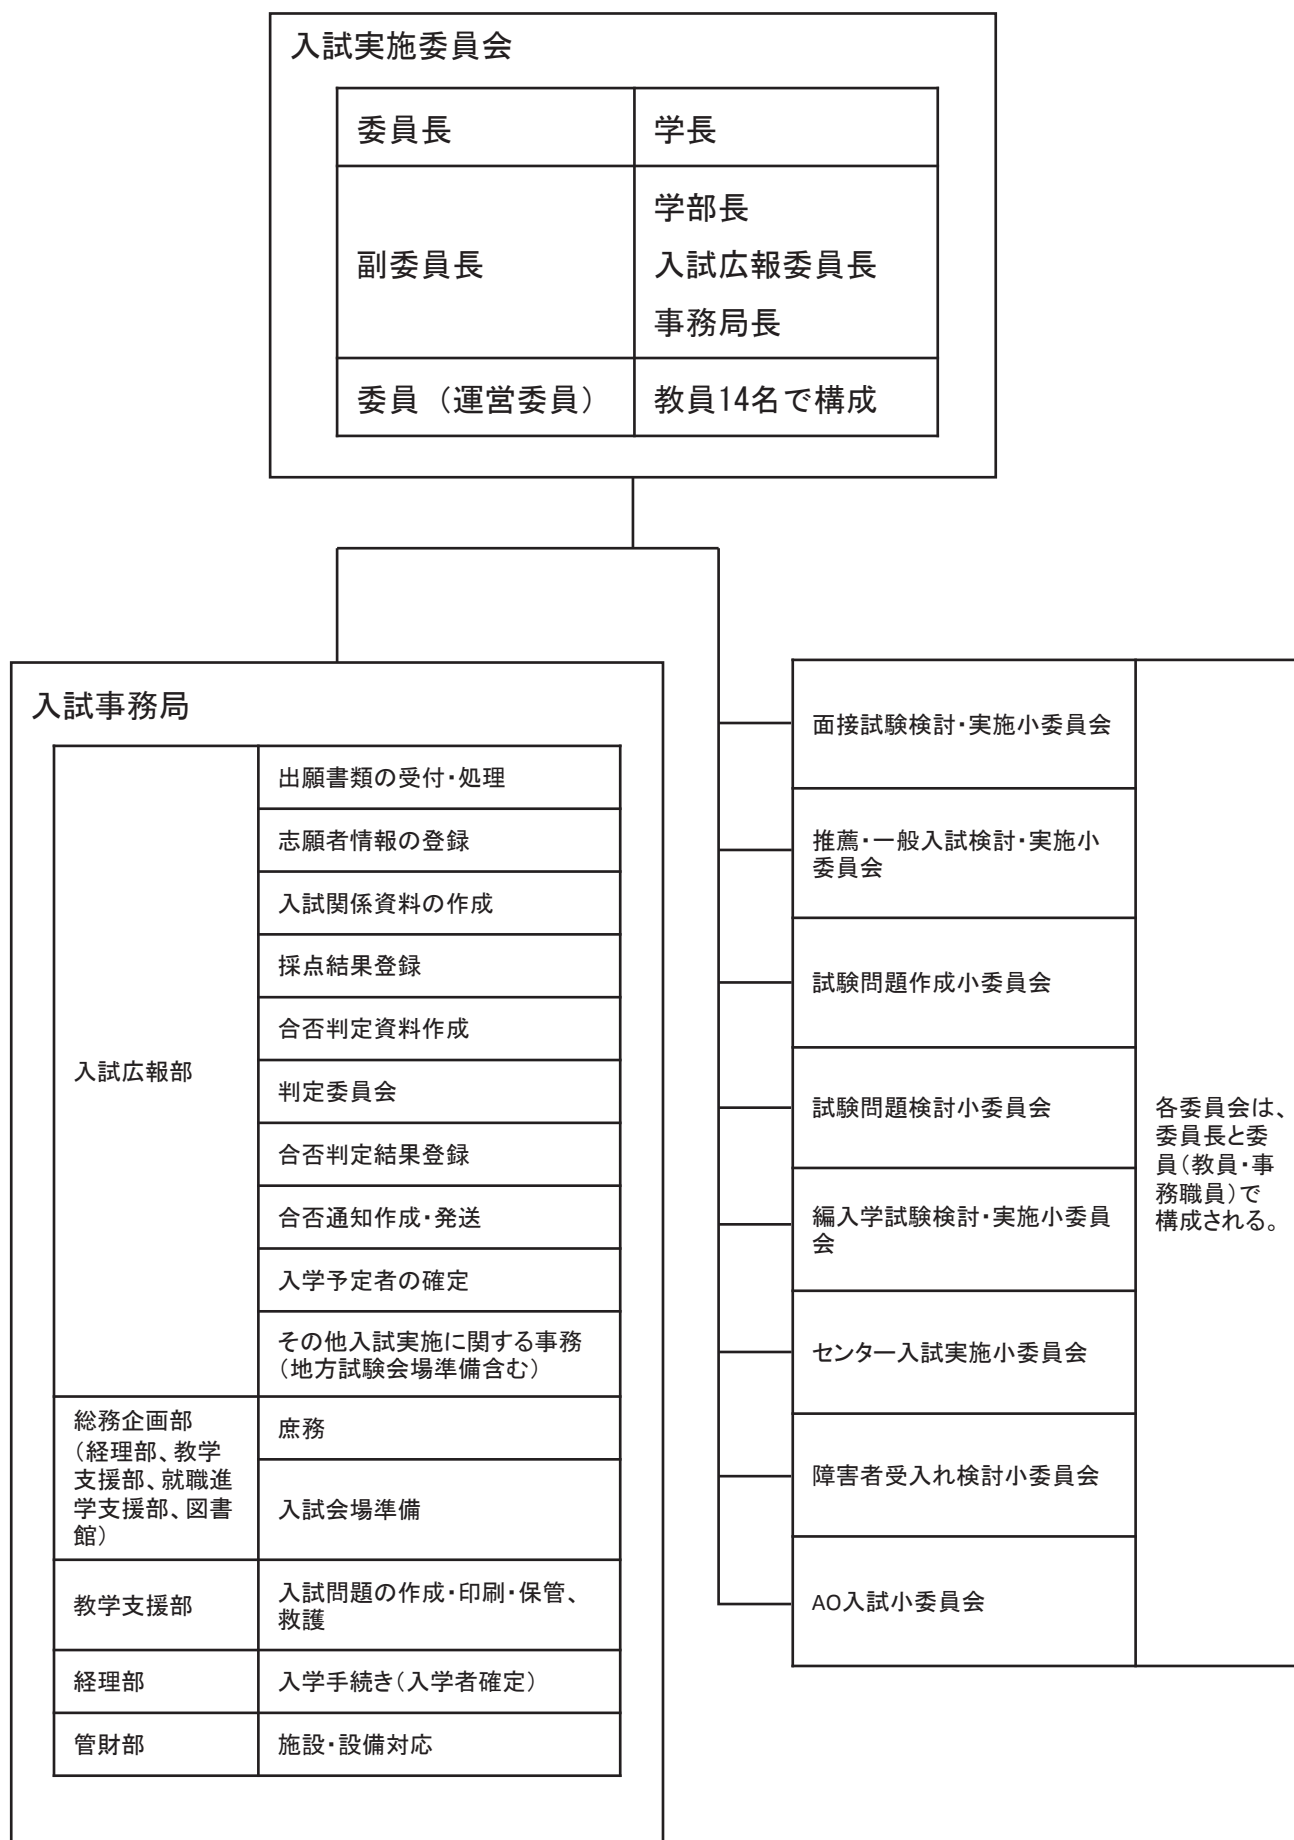 入試実施委員会
委員長
学長
副委員長
学部長
入試広報委員長
事務局長
委員（運営委員）
教員14名で構成
入試事務局
入試広報部
出願書類の受付・処理
志願者情報の登録
入試関係資料の作成
採点結果登録
合否判定資料作成
判定委員会
合否判定結果登録
合否通知作成・発送
入学予定者の確定
その他入試実施に関する事務
（地方試験会場準備含む）
総務企画部
（経理部、教学
支援部、就職進
学支援部、図書
館）
庶務
入試会場準備
教学支援部
入試問題の作成・印刷・保管、
救護
経理部
入学手続き（入学者確定）
管財部
施設・設備対応
面接試験検討・実施小委員会
推薦・一般入試検討・実施小
委員会
試験問題作成小委員会
試験問題検討小委員会
編入学試験検討・実施小委員
会
センター入試実施小委員会
障害者受入れ検討小委員会
AO入試小委員会
各委員会は、
委員長と委
員（教員・事
務職員）で
構成される。